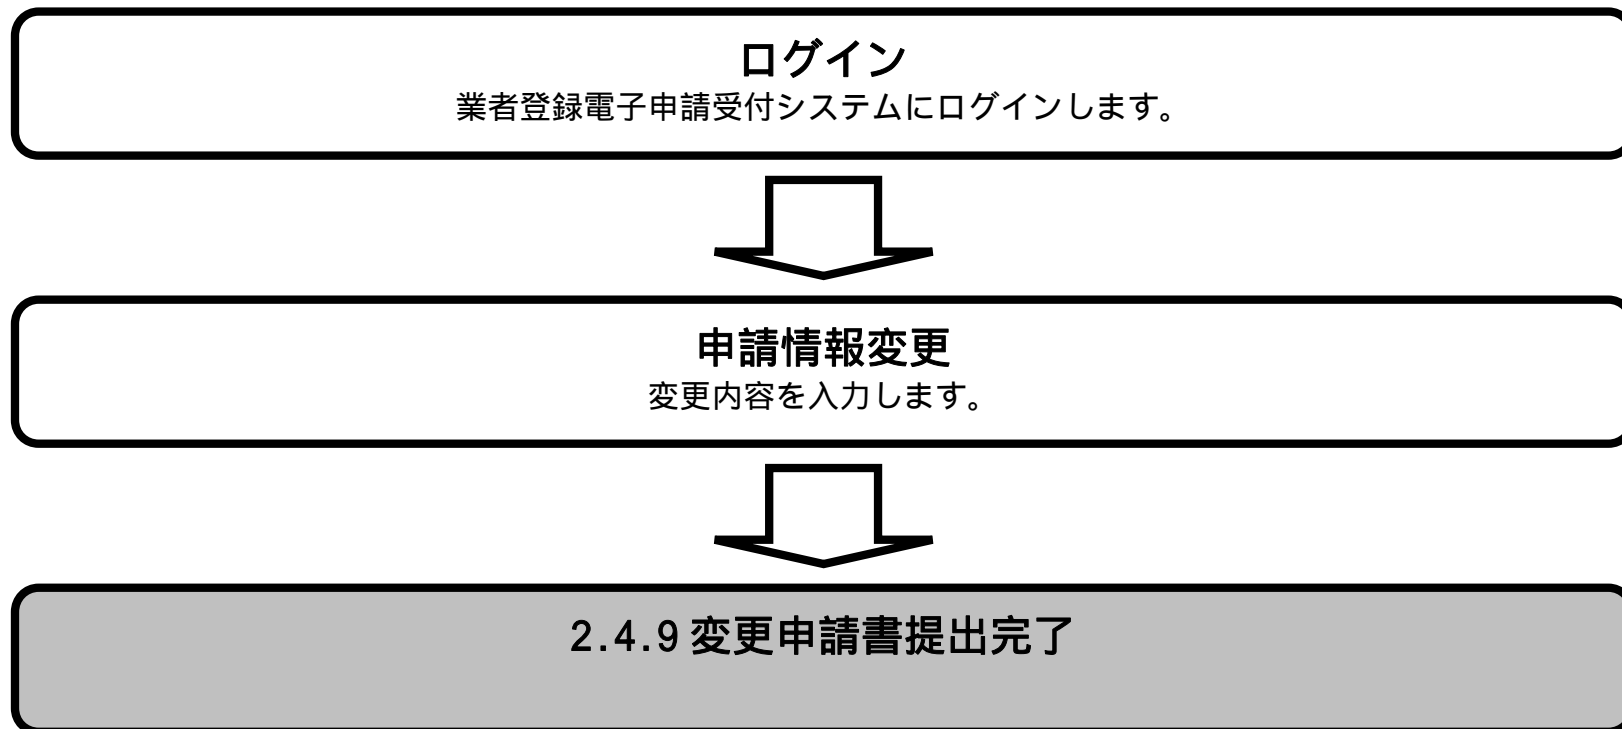 ログイン
業者登録電子申請受付システムにログインします。
申請情報変更
変更内容を入力します。
2.4.9変更申請書提出完了